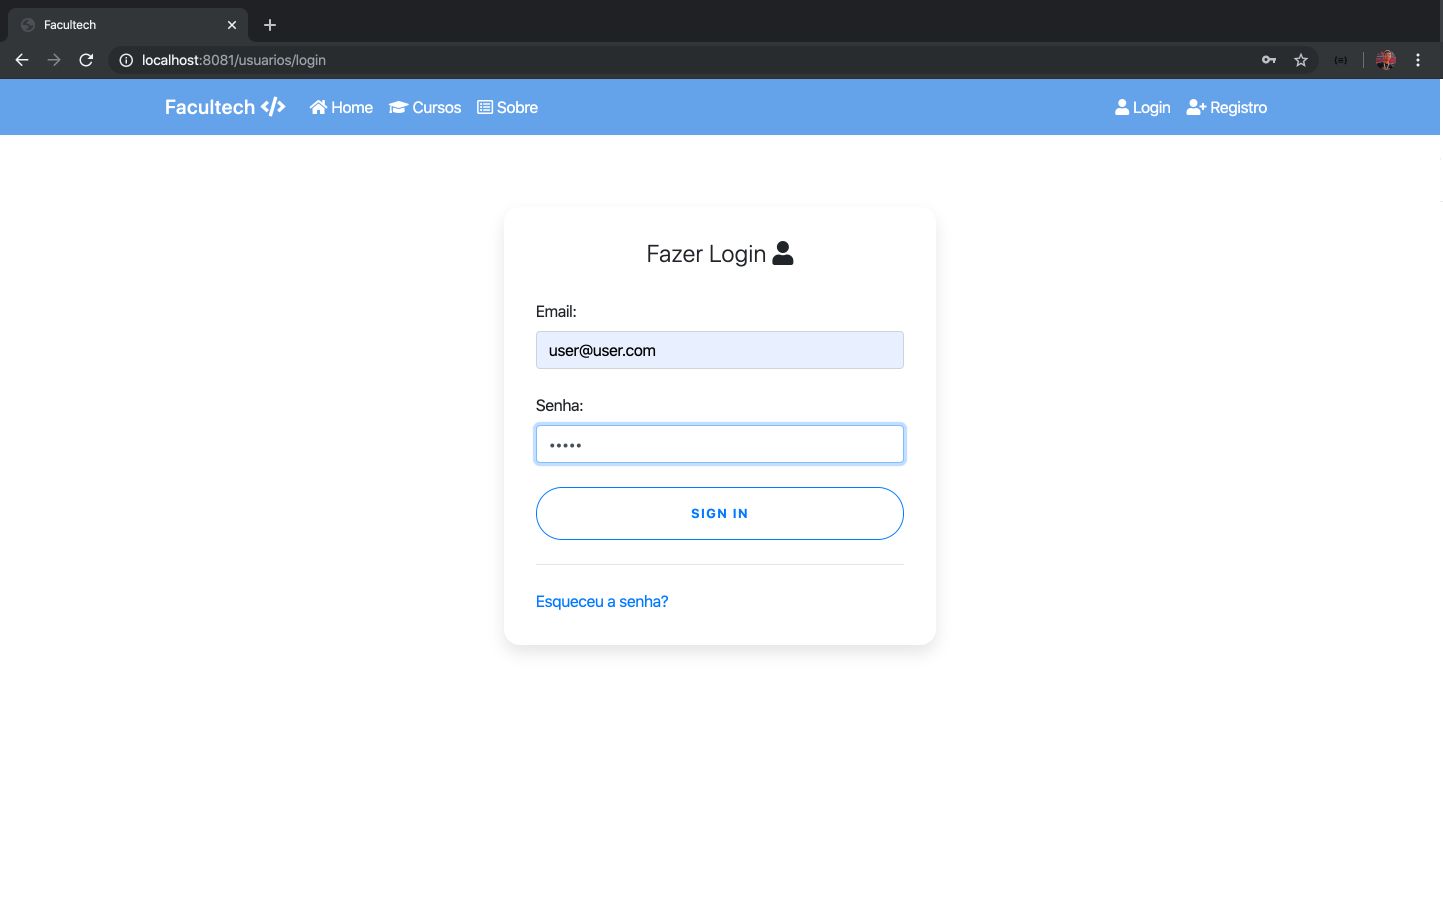 Facultech
localhost:8081/usuarios/login
Facultech </> Home Cursos Sobre Login Registro
Fazer Login
Email:
user@user.com
Senha:
•••••
SIGN IN
Esqueceu a senha?